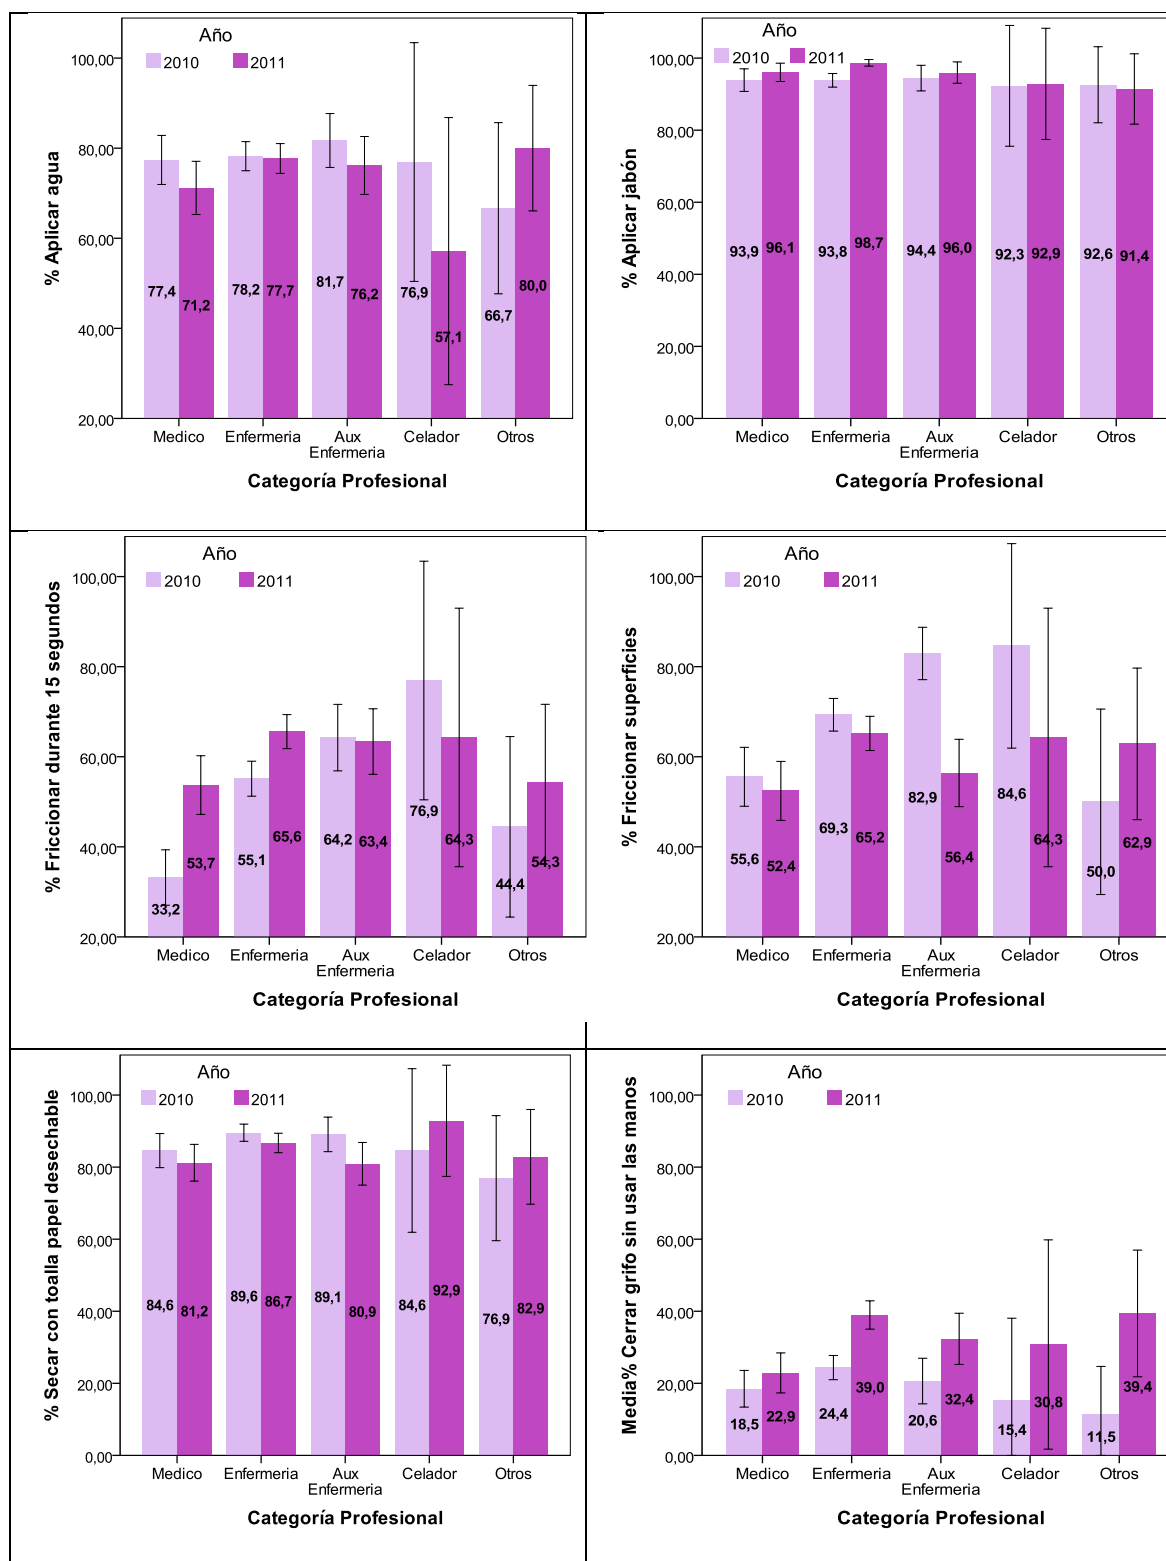 Año
2010 2011
% Aplicar agua
100,00
80,00
60,00
40,00
20,00
77,4 71,2 78,2 77,7 81,7 76,2 76,9 57,1 66,7 80,0
Medico Enfermeria Aux Enfermeria Celador Otros
Categoría Profesional
Año
2010 2011
% Aplicar jabón
100,00
80,00
60,00
40,00
20,00
0,00
93,9 96,1 93,8 98,7 94,4 96,0 92,3 92,9 92,6 91,4
Medico Enfermeria Aux Enfermeria Celador Otros
Categoría Profesional
Año
2010 2011
% Friccionar durante 15 segundos
100,00
80,00
60,00
40,00
20,00
33,2 53,7 55,1 65,6 64,2 63,4 76,9 64,3 44,4 54,3
Medico Enfermeria Aux Enfermeria Celador Otros
Categoría Profesional
Año
2010 2011
% Friccionar superficies
100,00
80,00
60,00
40,00
20,00
55,6 52,4 69,3 65,2 82,9 56,4 84,6 64,3 50,0 62,9
Medico Enfermeria Aux Enfermeria Celador Otros
Categoría Profesional
Año
2010 2011
% Secar con toalla papel desechable
100,00
80,00
60,00
40,00
20,00
0,00
84,6 81,2 89,6 86,7 89,1 80,9 84,6 92,9 76,9 82,9
Medico Enfermeria Aux Enfermeria Celador Otros
Categoría Profesional
Año
2010 2011
Media% Cerrar grifo sin usar las manos
100,00
80,00
60,00
40,00
20,00
0,00
18,5 22,9 24,4 39,0 20,6 32,4 15,4 30,8 11,5 39,4
Medico Enfermeria Aux Enfermeria Celador Otros
Categoría Profesional